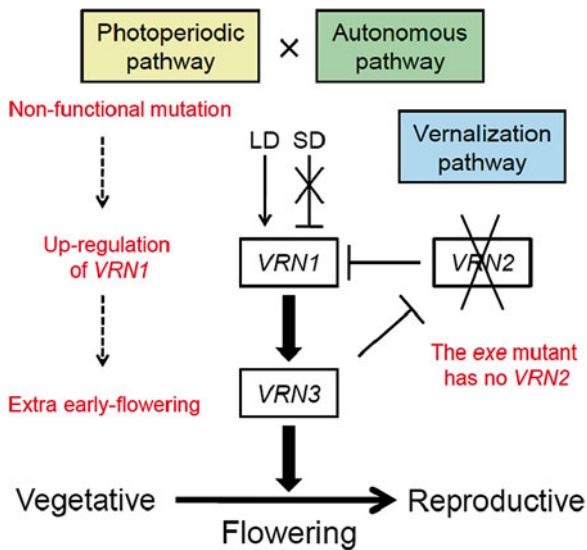 Photoperiodic pathway
×
Autonomous pathway
Non-functional mutation
Vernalization pathway
LD SD
Up-regulation of VRN1
VRN1
VRN2
The exe mutant has no VRN2
Extra early-flowering
VRN3
Vegetative
Reproductive
Flowering